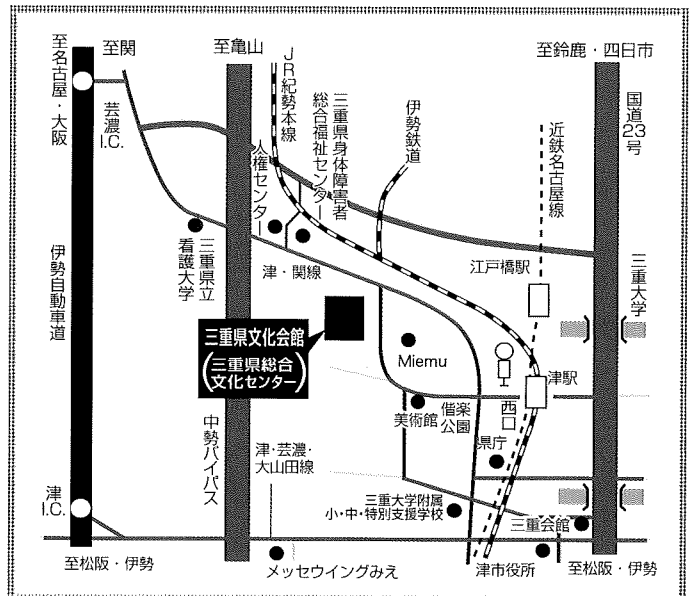 至名古屋・大阪
至関
至亀山
JR紀勢本線
三重県身体障害者
総合福祉センター
伊勢鉄道
近鉄名古屋線
至鈴鹿・四日市
国道23号
芸濃
I.C.
人権センター
三重県立
看護大学
津・関線
江戸橋駅
三重大学
伊勢自動車道
三重県文化会館
(三重県総合
文化センター)
Miemu
津駅
西口
美術館
偕楽
公園
県庁
中勢バイパス
津・芸濃・
大山田線
三重大学附属
小・中・特別支援学校
三重会館
津
I.C.
至松阪・伊勢
メッセウイングみえ
津市役所
至松阪・伊勢